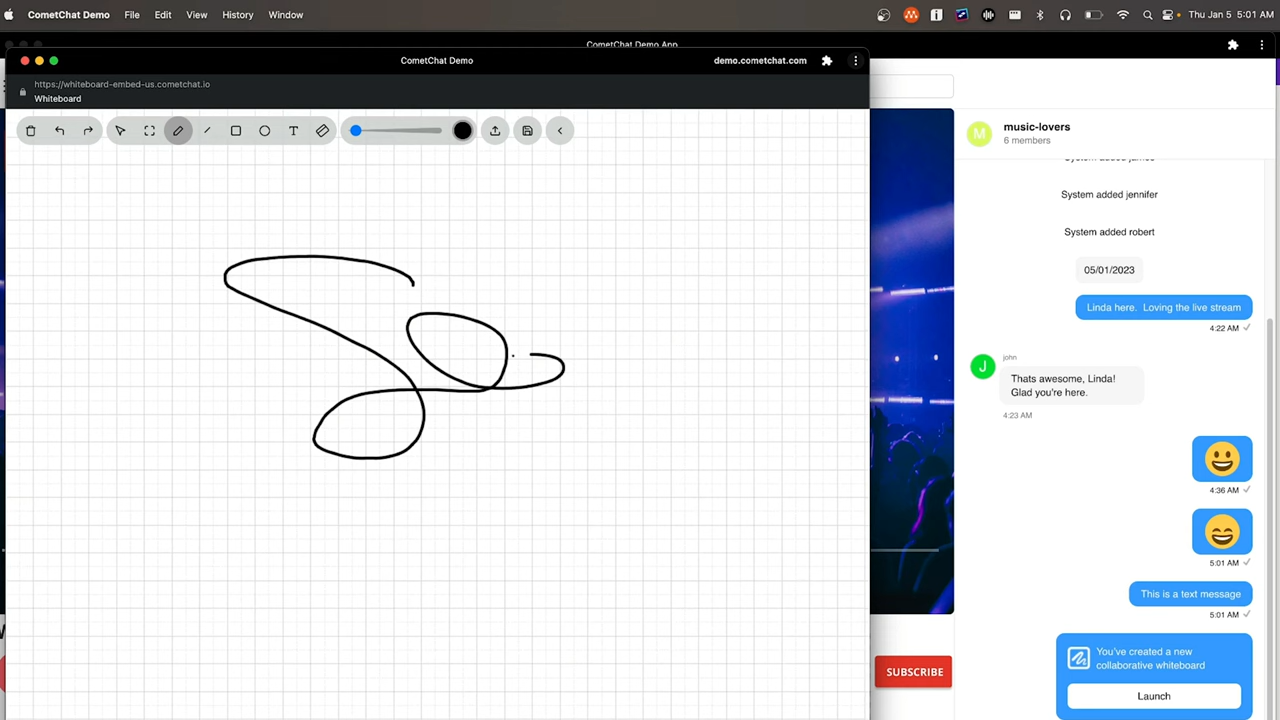 CometChat Demo File Edit View History Window Thu Jan 5 5:01 AM
CometChat Demo App
CometChat Demo demo.cometchat.com
https://whiteboard-embed-us.cometchat.io
Whiteboard
T
M music-lovers
6 members
System added james
System added jennifer
System added robert
05/01/2023
Linda here. Loving the live stream
4:22 AM
john
J
Thats awesome, Linda!
Glad you're here.
4:23 AM
4:36 AM
5:01 AM
This is a text message
5:01 AM
You've created a new
collaborative whiteboard
SUBSCRIBE
Launch